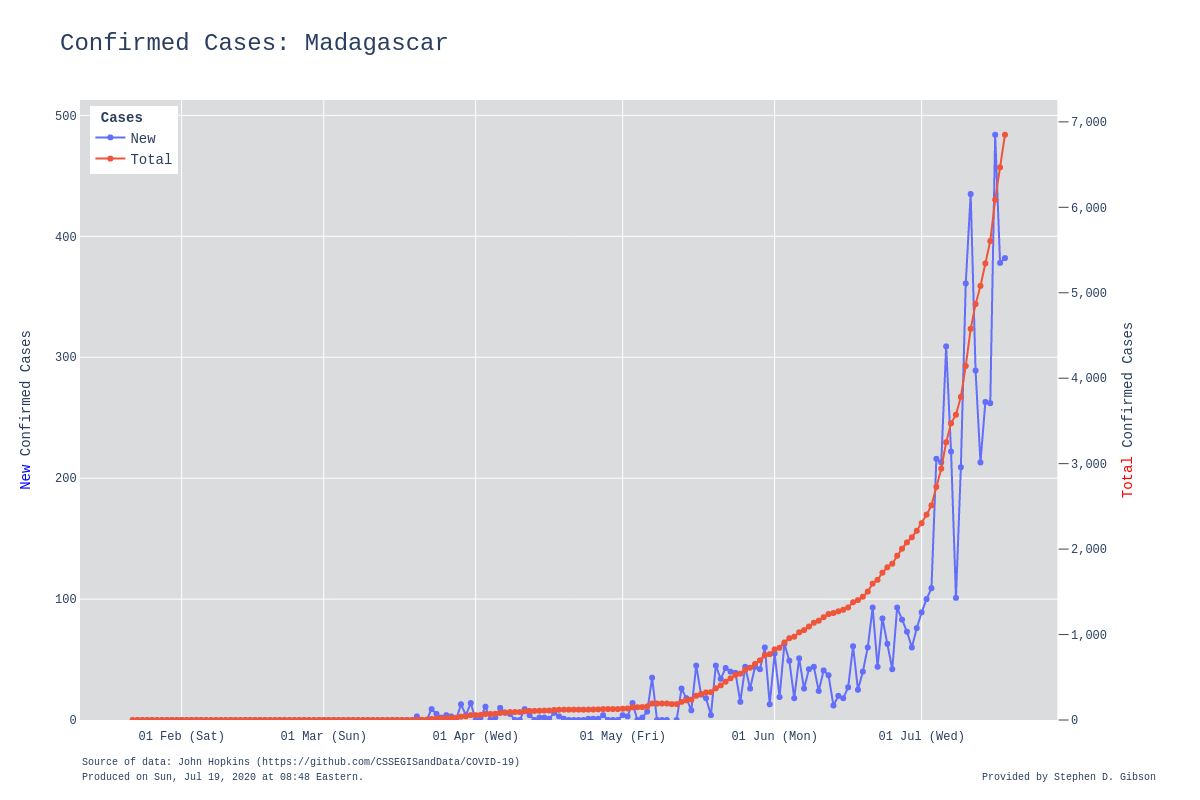 Confirmed Cases: Madagascar
Cases
New
Total
500
400
300
200
100
0
7,000
6,000
5,000
4,000
3,000
2,000
1,000
0
New Confirmed Cases
Total Confirmed Cases
01 Feb (Sat)
01 Mar (Sun)
01 Apr (Wed)
01 May (Fri)
01 Jun (Mon)
01 Jul (Wed)
Source of data: John Hopkins (https://github.com/CSSEGISandData/COVID-19)
Produced on Sun, Jul 19, 2020 at 08:48 Eastern.
Provided by Stephen D. Gibson